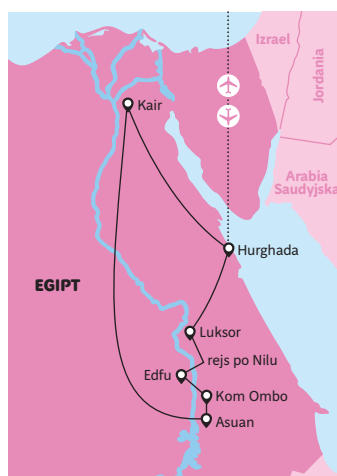 Izrael
Jordania
Kair
Arabia
Saudyjska
Hurghada
EGIPT
Luksor
rejs po Nilu
Edfu
Kom Ombo
Asuan